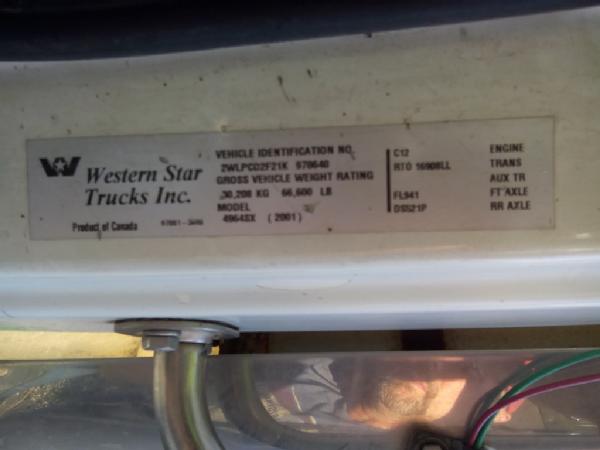 Western Star
Trucks Inc.
Product of Canada
VEHICLE IDENTIFICATION NO.
2WLPCD2F21K 970640
GROSS VEHICLE WEIGHT RATING
30,208 KG 66,600 LB
MODEL
4964SX (2001)
C12 ENGINE
RTO 16908LL TRANS
AUX TR
FL941 FT AXLE
DS521P RR AXLE